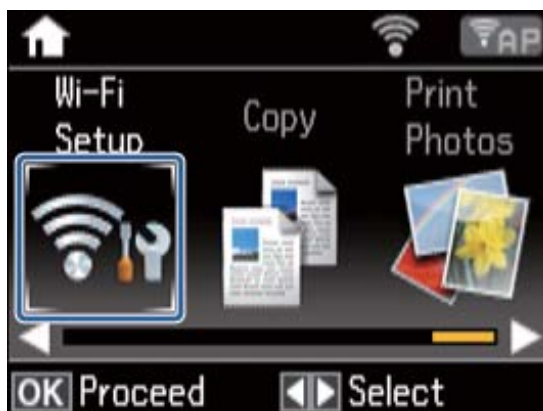 AP
Wi-Fi
Setup
Copy
Print
Photos
OK Proceed
Select